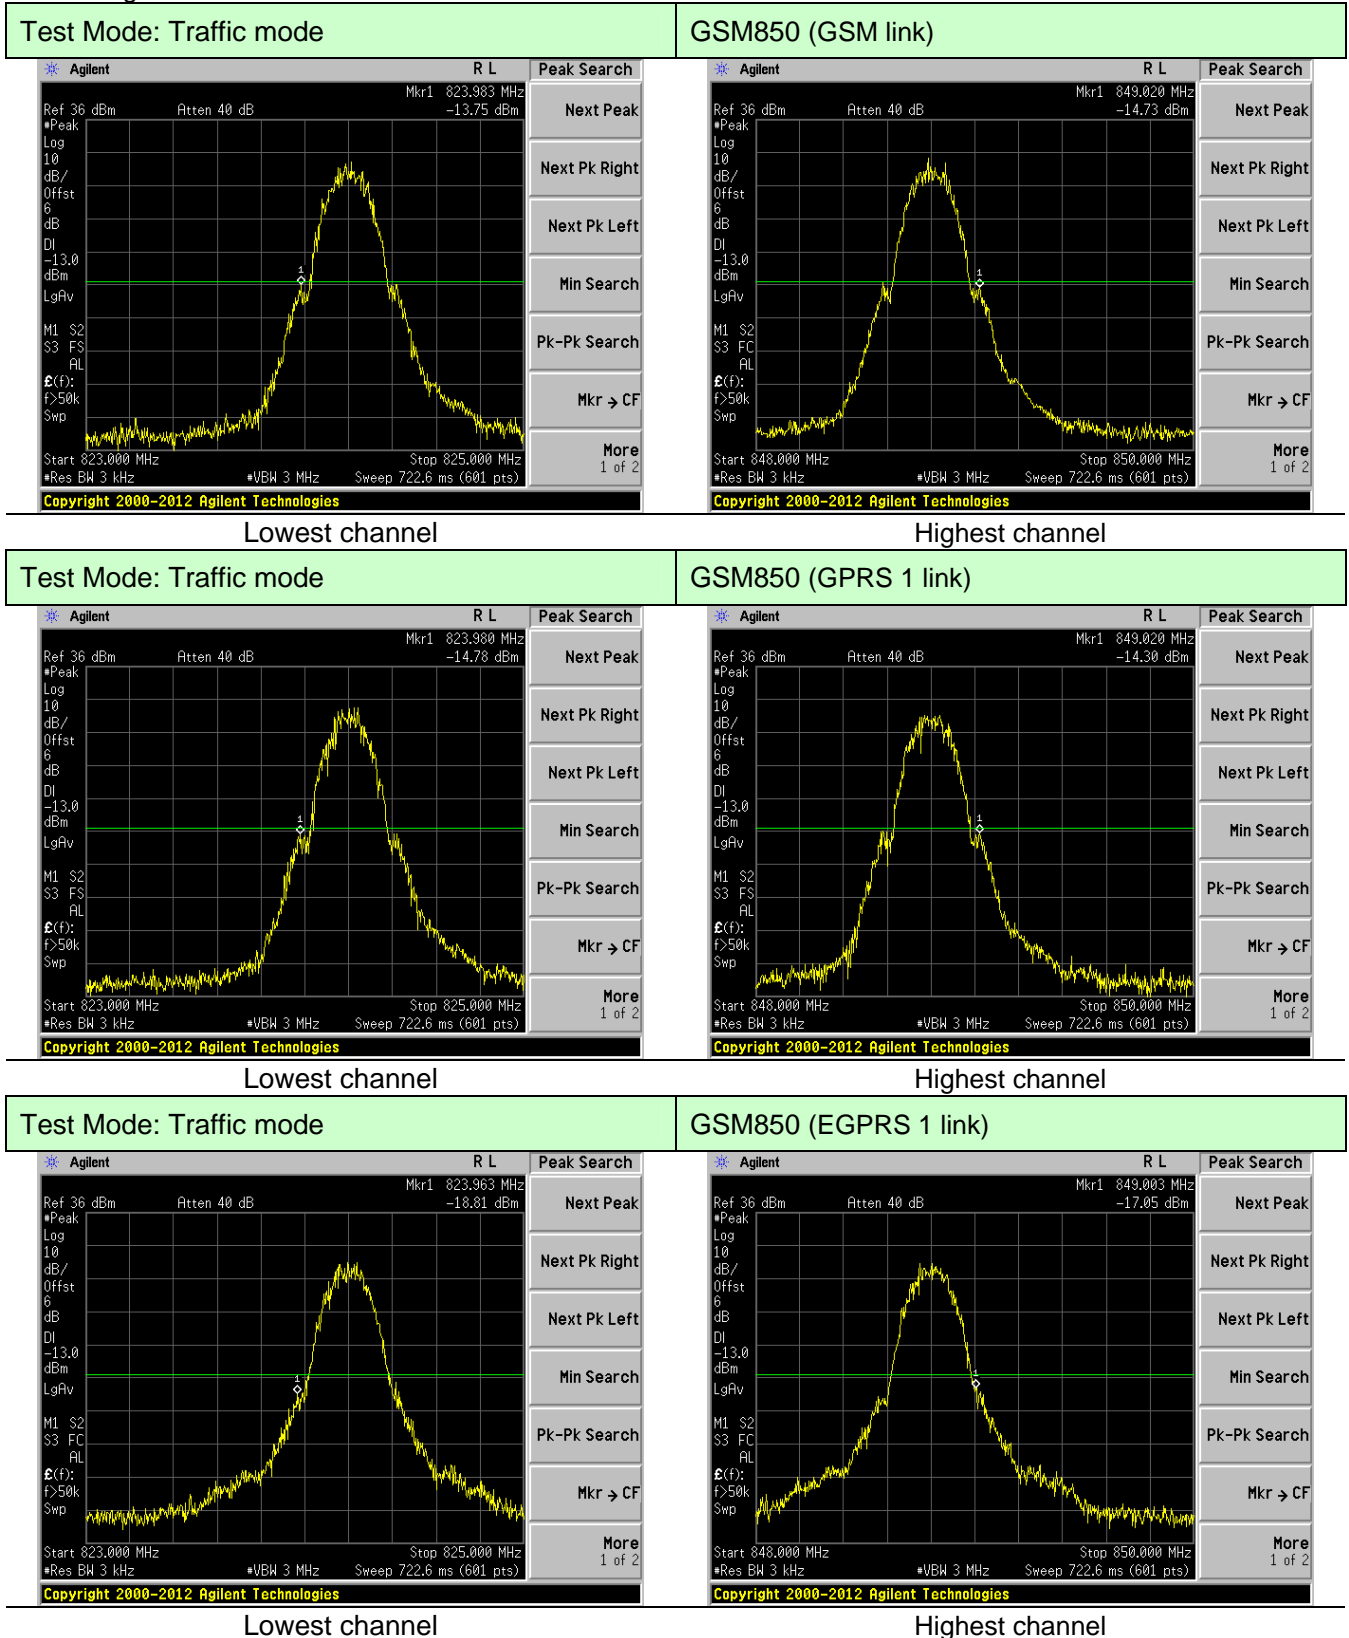 Test Mode: Traffic mode GSM850 (GSM link)
Agilent R L Peak Search
Mkr1 823.983 MHz
Ref 36 dBm Atten 40 dB -13.75 dBm
#Peak
Log
10
dB/
Offst
6
dB
DI
-13.0
dBm
LgAv
M1 S2
S3 FS
AL
£(f):
f>50k
Swp
1
Start 823.000 MHz Stop 825.000 MHz
#Res BW 3 kHz #VBW 3 MHz Sweep 722.6 ms (601 pts)
Copyright 2000-2012 Agilent Technologies
Next Peak
Next Pk Right
Next Pk Left
Min Search
Pk-Pk Search
Mkr → CF
More
1 of 2
Lowest channel
Agilent R L Peak Search
Mkr1 849.020 MHz
Ref 36 dBm Atten 40 dB -14.73 dBm
#Peak
Log
10
dB/
Offst
6
dB
DI
-13.0
dBm
LgAv
M1 S2
S3 FC
AL
£(f):
f>50k
Swp
1
Start 848.000 MHz Stop 850.000 MHz
#Res BW 3 kHz #VBW 3 MHz Sweep 722.6 ms (601 pts)
Copyright 2000-2012 Agilent Technologies
Next Peak
Next Pk Right
Next Pk Left
Min Search
Pk-Pk Search
Mkr → CF
More
1 of 2
Highest channel
Test Mode: Traffic mode GSM850 (GPRS 1 link)
Agilent R L Peak Search
Mkr1 823.980 MHz
Ref 36 dBm Atten 40 dB -14.78 dBm
#Peak
Log
10
dB/
Offst
6
dB
DI
-13.0
dBm
LgAv
M1 S2
S3 FS
AL
£(f):
f>50k
Swp
1
Start 823.000 MHz Stop 825.000 MHz
#Res BW 3 kHz #VBW 3 MHz Sweep 722.6 ms (601 pts)
Copyright 2000-2012 Agilent Technologies
Next Peak
Next Pk Right
Next Pk Left
Min Search
Pk-Pk Search
Mkr → CF
More
1 of 2
Lowest channel
Agilent R L Peak Search
Mkr1 849.020 MHz
Ref 36 dBm Atten 40 dB -14.30 dBm
#Peak
Log
10
dB/
Offst
6
dB
DI
-13.0
dBm
LgAv
M1 S2
S3 FS
AL
£(f):
f>50k
Swp
1
Start 848.000 MHz Stop 850.000 MHz
#Res BW 3 kHz #VBW 3 MHz Sweep 722.6 ms (601 pts)
Copyright 2000-2012 Agilent Technologies
Next Peak
Next Pk Right
Next Pk Left
Min Search
Pk-Pk Search
Mkr → CF
More
1 of 2
Highest channel
Test Mode: Traffic mode GSM850 (EGPRS 1 link)
Agilent R L Peak Search
Mkr1 823.963 MHz
Ref 36 dBm Atten 40 dB -18.81 dBm
#Peak
Log
10
dB/
Offst
6
dB
DI
-13.0
dBm
LgAv
M1 S2
S3 FC
AL
£(f):
f>50k
Swp
1
Start 823.000 MHz Stop 825.000 MHz
#Res BW 3 kHz #VBW 3 MHz Sweep 722.6 ms (601 pts)
Copyright 2000-2012 Agilent Technologies
Next Peak
Next Pk Right
Next Pk Left
Min Search
Pk-Pk Search
Mkr → CF
More
1 of 2
Lowest channel
Agilent R L Peak Search
Mkr1 849.003 MHz
Ref 36 dBm Atten 40 dB -17.05 dBm
#Peak
Log
10
dB/
Offst
6
dB
DI
-13.0
dBm
LgAv
M1 S2
S3 FC
AL
£(f):
f>50k
Swp
1
Start 848.000 MHz Stop 850.000 MHz
#Res BW 3 kHz #VBW 3 MHz Sweep 722.6 ms (601 pts)
Copyright 2000-2012 Agilent Technologies
Next Peak
Next Pk Right
Next Pk Left
Min Search
Pk-Pk Search
Mkr → CF
More
1 of 2
Highest channel